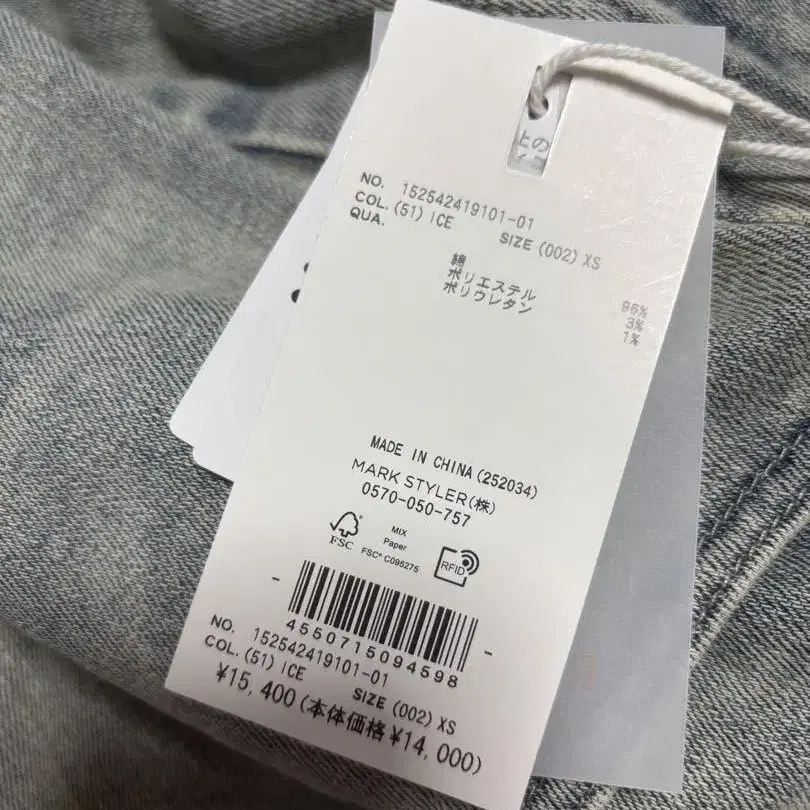 上の
NO. 152542419101-01
COL. (51) ICE SIZE (002) XS
QUA.
綿 96%
ポリエステル 3%
ポリウレタン 1%
MADE IN CHINA (252034)
MARK STYLER(株)
0570-050-757
FSC
MIX
Paper
FSC® C095275
RFID
4550715094598
NO. 152542419101-01
COL. (51) ICE SIZE (002) XS
¥15,400(本体価格¥14,000)